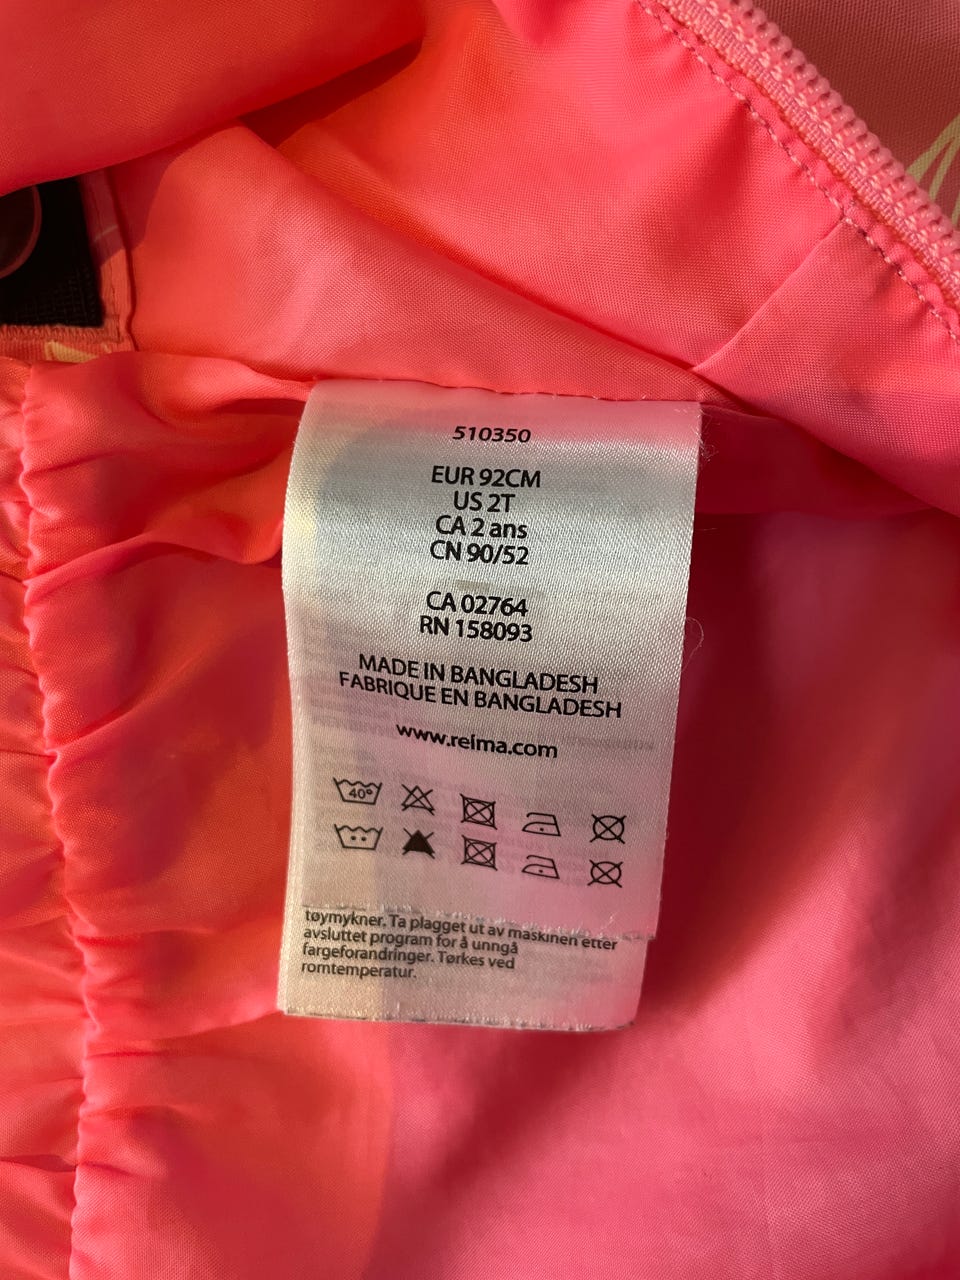 510350
EUR 92CM
US 2T
CA 2 ans
CN 90/52
CA 02764
RN 158093
MADE IN BANGLADESH
FABRIQUE EN BANGLADESH
www.reima.com
40°
tøymykner. Ta plagget ut av maskinen etter
avsluttet program for å unngå
fargeforandringer. Tørkes ved
romtemperatur.